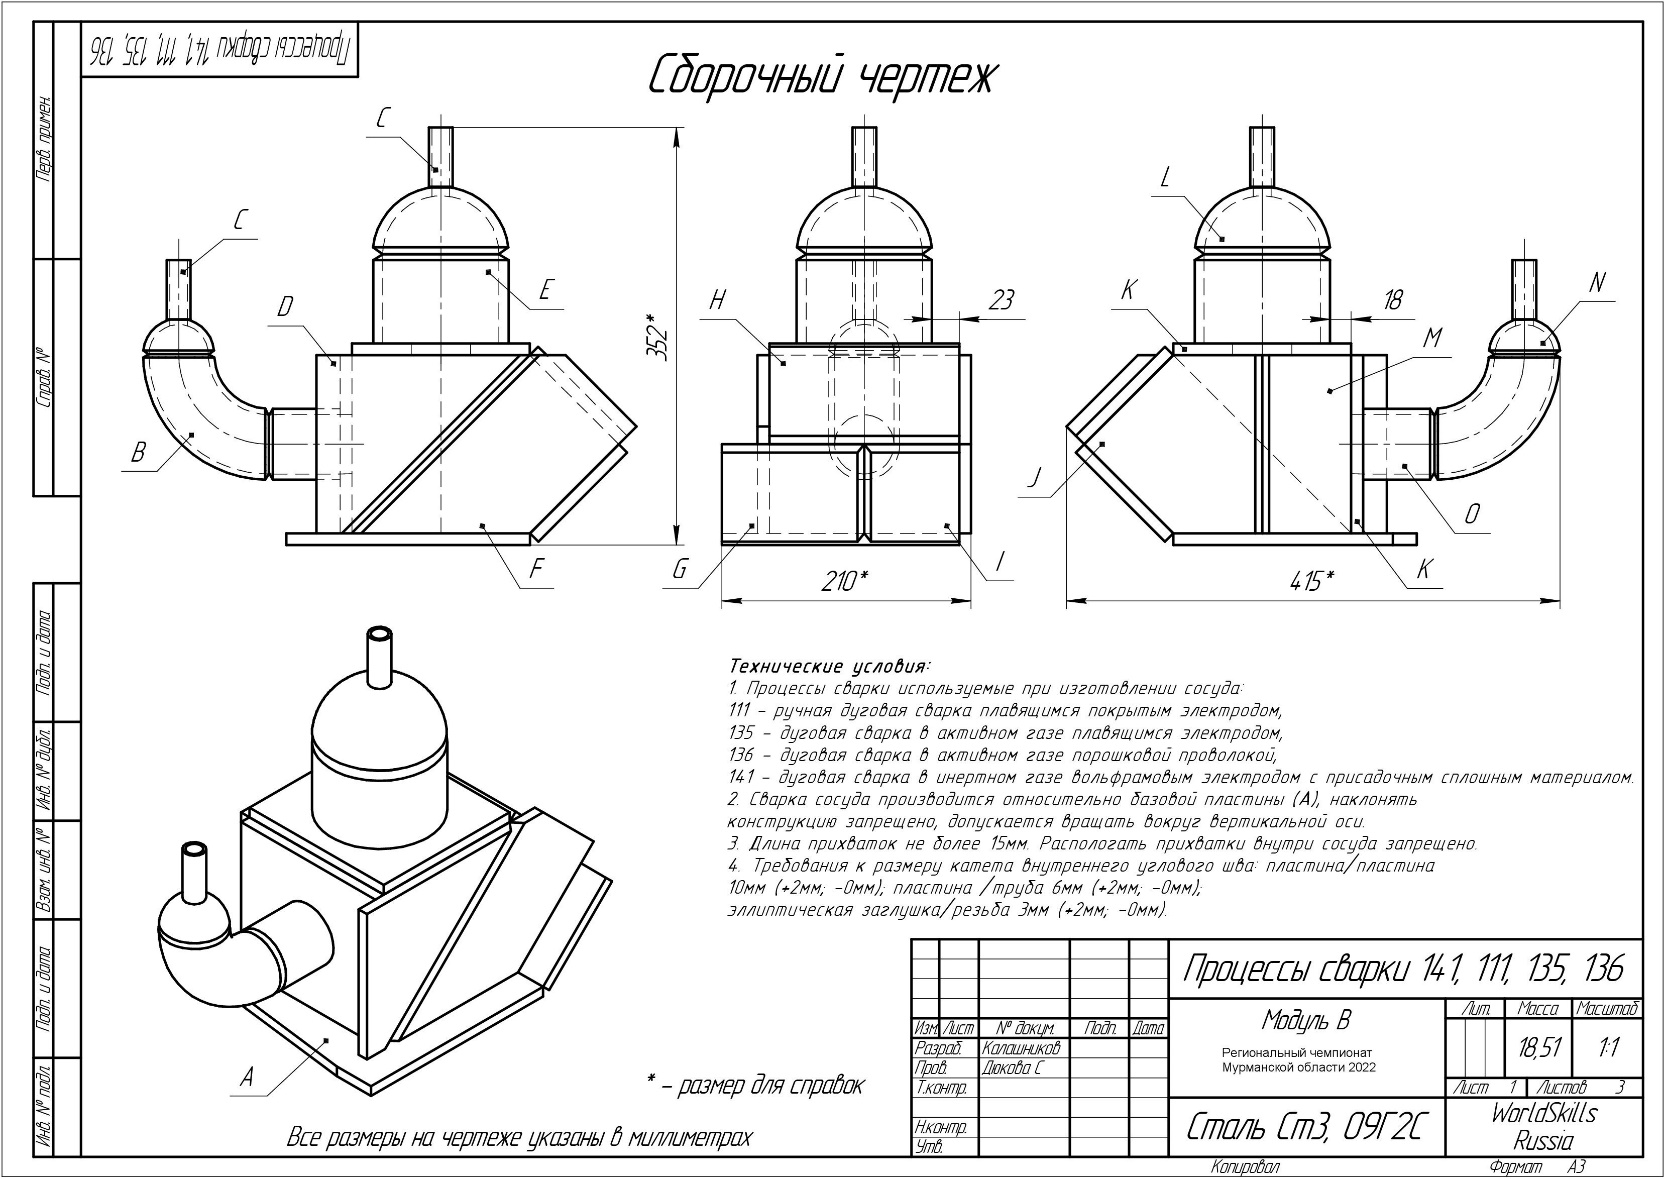 Процессы сварки 141, 111, 135, 136
Сборочный чертеж
Перв. примен.
Справ. №
Подп. и дата
Инв. № дубл.
Взам. инв. №
Подп. и дата
Инв. № подл.
C
C
D
E
B
F
352*
H
23
G
I
210*
L
K
18
N
M
J
O
K
415*
A
Технические условия:
1. Процессы сварки используемые при изготовлении сосуда:
111 – ручная дуговая сварка плавящимся покрытым электродом,
135 – дуговая сварка в активном газе плавящимся электродом,
136 – дуговая сварка в активном газе порошковой проволокой,
141 – дуговая сварка в инертном газе вольфрамовым электродом с присадочным сплошным материалом.
2. Сварка сосуда производится относительно базовой пластины (А), наклонять
конструкцию запрещено, допускается вращать вокруг вертикальной оси.
3. Длина прихваток не более 15мм. Распологать прихватки внутри сосуда запрещено.
4. Требования к размеру катета внутреннего углового шва: пластина/пластина
10мм (+2мм; -0мм); пластина /труба 6мм (+2мм; -0мм);
эллиптическая заглушка/резьба 3мм (+2мм; -0мм).
* – размер для справок
Все размеры на чертеже указаны в миллиметрах
Процессы сварки 141, 111, 135, 136
Модуль В
Региональный чемпионат
Мурманской области 2022
Лит. Масса Масштаб
18,51 1:1
Лист 1 Листов 3
Изм. Лист № докум. Подп. Дата
Разраб. Калашников
Пров. Дюкова С
Т.контр.
Н.контр.
Утв.
Сталь Ст3, 09Г2С
WorldSkills
Russia
Копировал Формат А3